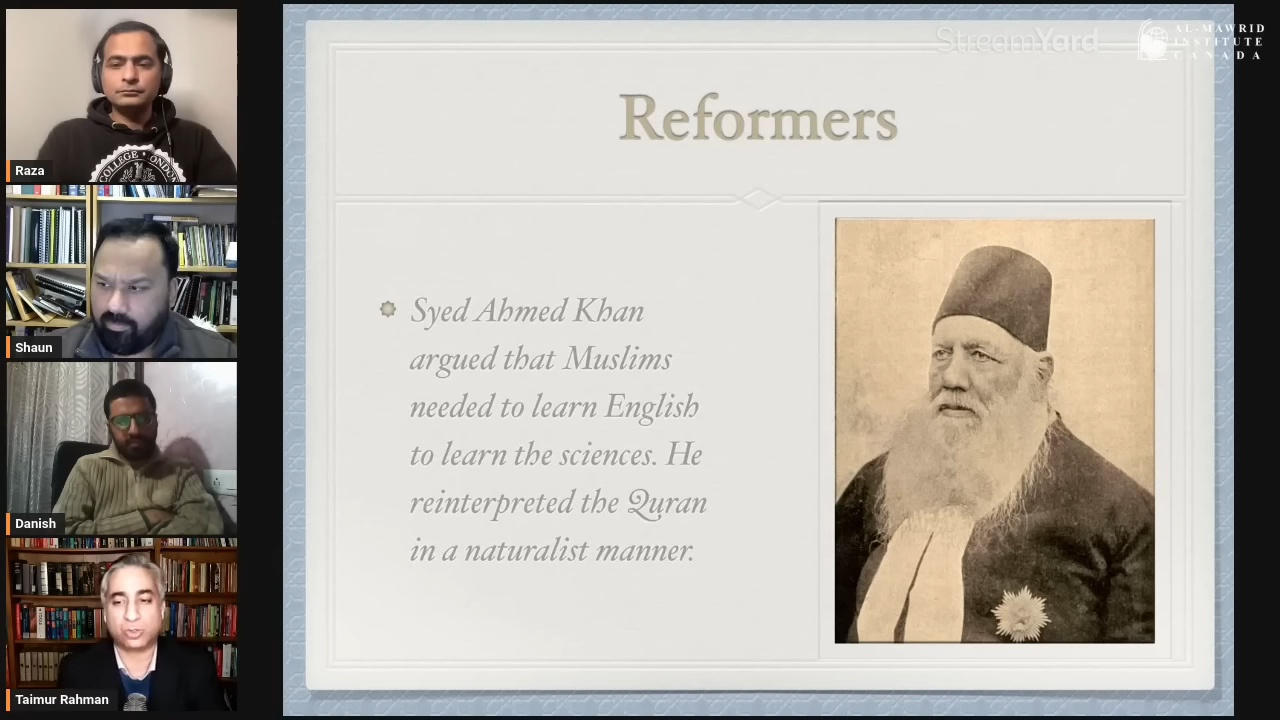 StreamYard
AL-MAWRID
INSTITUTE
CANADA
Reformers
Syed Ahmed Khan
argued that Muslims
needed to learn English
to learn the sciences. He
reinterpreted the Quran
in a naturalist manner.
COLLEGE
Raza
Shaun
Danish
Taimur Rahman